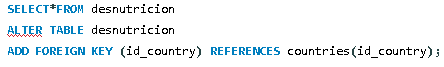 SELECT*FROM desnutricion
ALTER TABLE desnutricion
ADD FOREIGN KEY (id_country) REFERENCES countries(id_country);